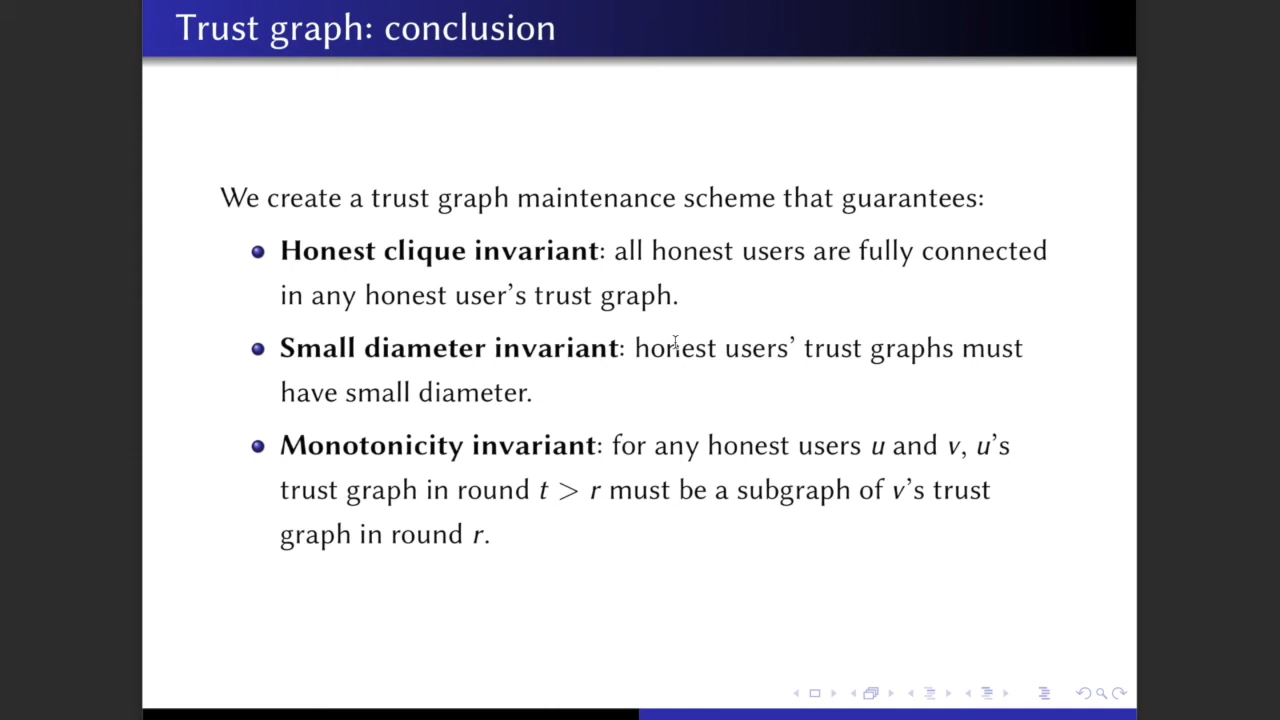 Trust graph: conclusion
We create a trust graph maintenance scheme that guarantees:
Honest clique invariant: all honest users are fully connected
in any honest user’s trust graph.
Small diameter invariant: honest users’ trust graphs must
have small diameter.
Monotonicity invariant: for any honest users u and v, u’s
trust graph in round t > r must be a subgraph of v’s trust
graph in round r.